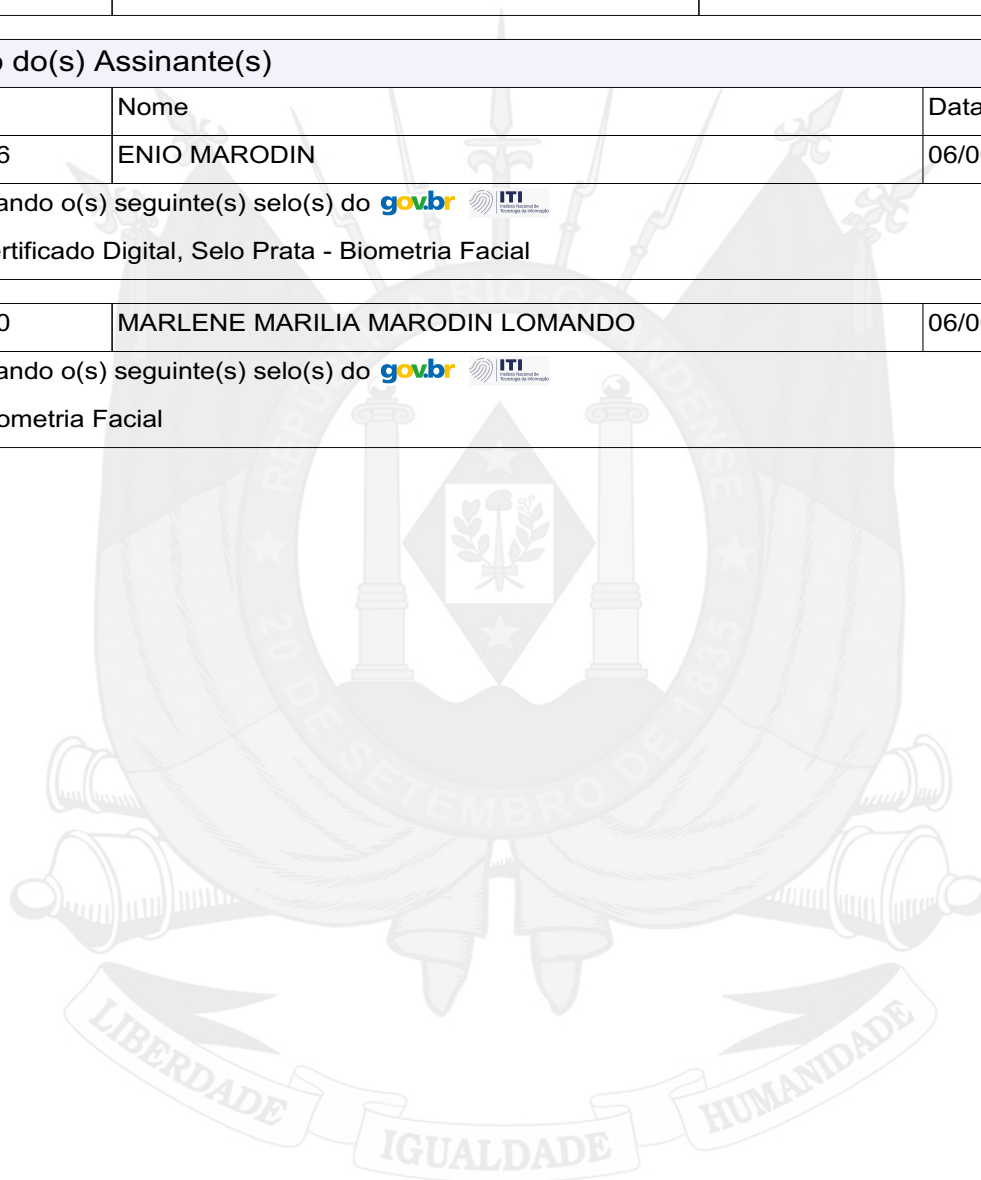 o do(s) Assinante(s)
Nome Data
6 ENIO MARODIN 06/0
ando o(s) seguinte(s) selo(s) do gov.br ITI
ertificado Digital, Selo Prata - Biometria Facial
0 MARLENE MARILIA MARODIN LOMANDO 06/0
ando o(s) seguinte(s) selo(s) do gov.br ITI
ometria Facial
REPÚBLICA RIO-GRANDENSE
20 DE SETEMBRO DE 1835
LIBERDADE
IGUALDADE
HUMANIDADE